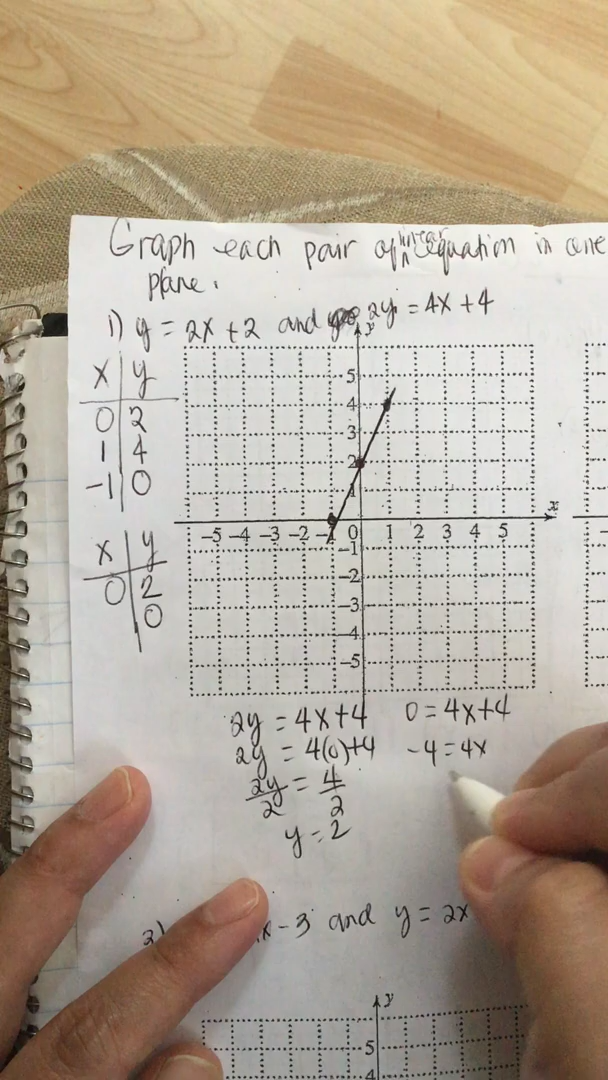 Graph each pair of linear equation in one
plane.
1) y = 2x + 2 and 2y = 4x + 4
x y
0 2
1 4
-1 0
x y
0 2
0
y
5
4
3
2
1
x
-5 -4 -3 -2 -1 0 1 2 3 4 5
-1
-2
-3
-4
-5
2y = 4x+4 0 = 4x+4
2y = 4(0)+4 -4 = 4x
2y/2 = 4/2
y = 2
2) x - 3 and y = 2x
y
5
4